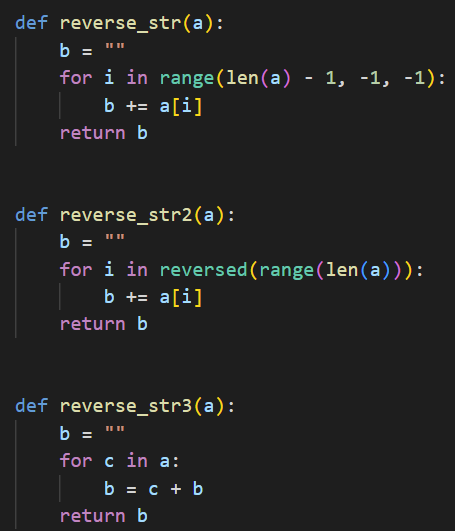 def reverse_str(a):
    b = ""
    for i in range(len(a) - 1, -1, -1):
        b += a[i]
    return b
def reverse_str2(a):
    b = ""
    for i in reversed(range(len(a))):
        b += a[i]
    return b
def reverse_str3(a):
    b = ""
    for c in a:
        b = c + b
    return b